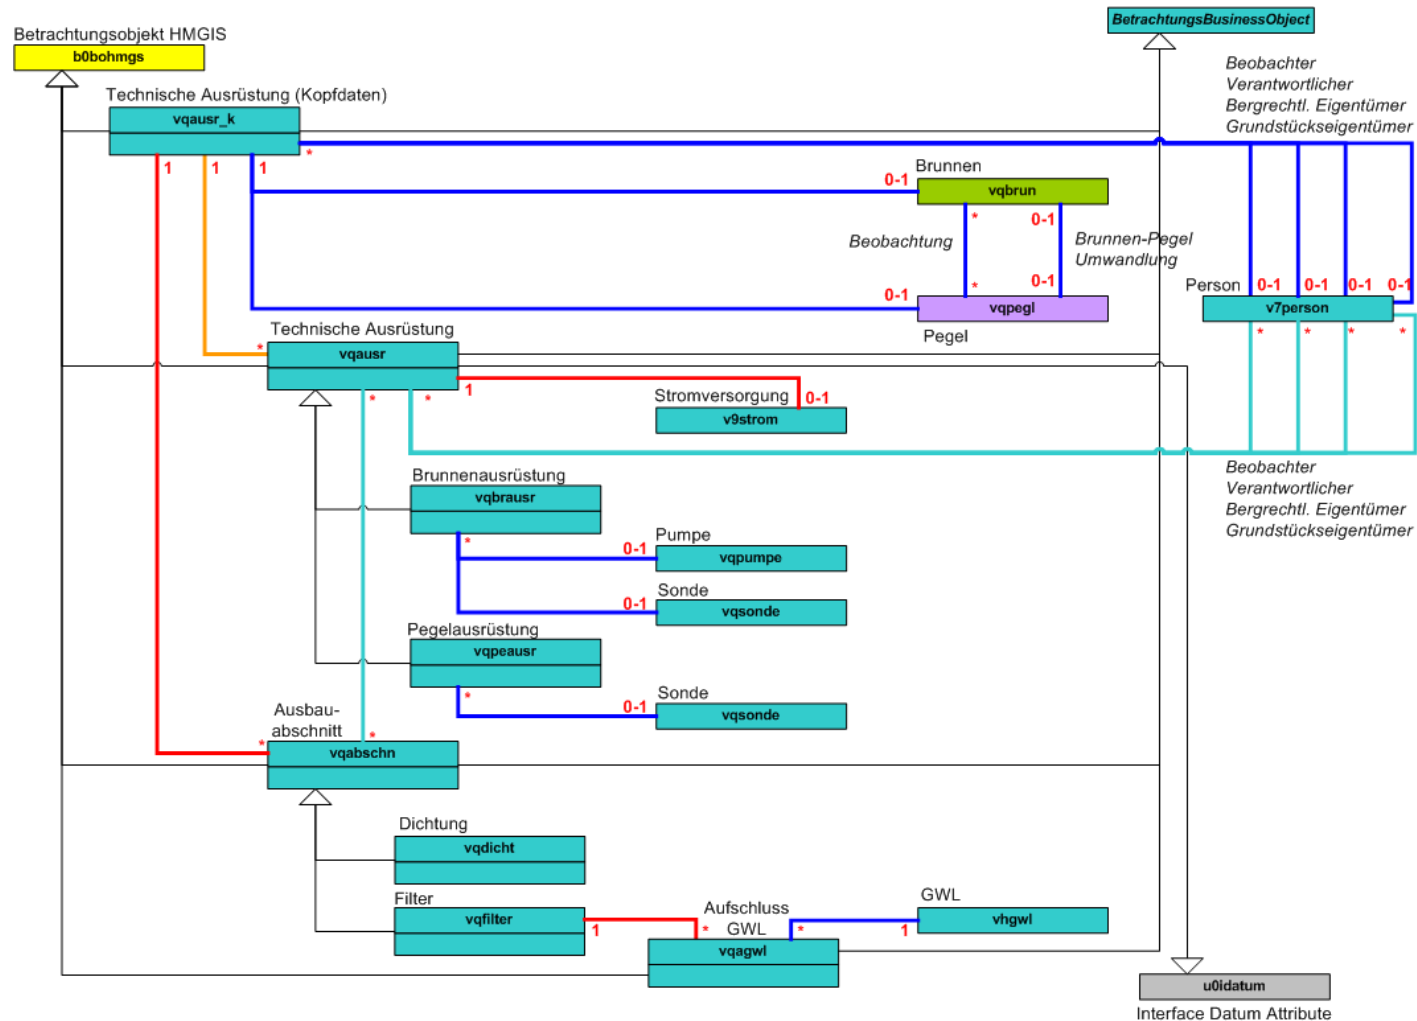 BetrachtungsBusinessObject
Betrachtungsobjekt HMGIS
b0bohmgs
Beobachter
Verantwortlicher
Bergrechtl. Eigentümer
Grundstückseigentümer
Technische Ausrüstung (Kopfdaten)
vqausr_k
1
1
1
*
Brunnen
0-1
vqbrun
*
0-1
Beobachtung
Brunnen-Pegel
Umwandlung
*
0-1
0-1
vqpegl
Pegel
Person
0-1
0-1
0-1
0-1
v7person
*
*
*
*
Technische Ausrüstung
*
vqausr
*
*
1
Stromversorgung
0-1
v9strom
Beobachter
Verantwortlicher
Bergrechtl. Eigentümer
Grundstückseigentümer
Brunnenausrüstung
vqbrausr
*
Pumpe
0-1
vqpumpe
Sonde
0-1
vqsonde
Pegelausrüstung
vqpeausr
*
Sonde
0-1
vqsonde
Ausbau-
abschnitt
*
*
vqabschn
Dichtung
vqdicht
Filter
vqfilter
1
Aufschluss
GWL
*
*
vqagwl
GWL
1
vhgwl
u0idatum
Interface Datum Attribute